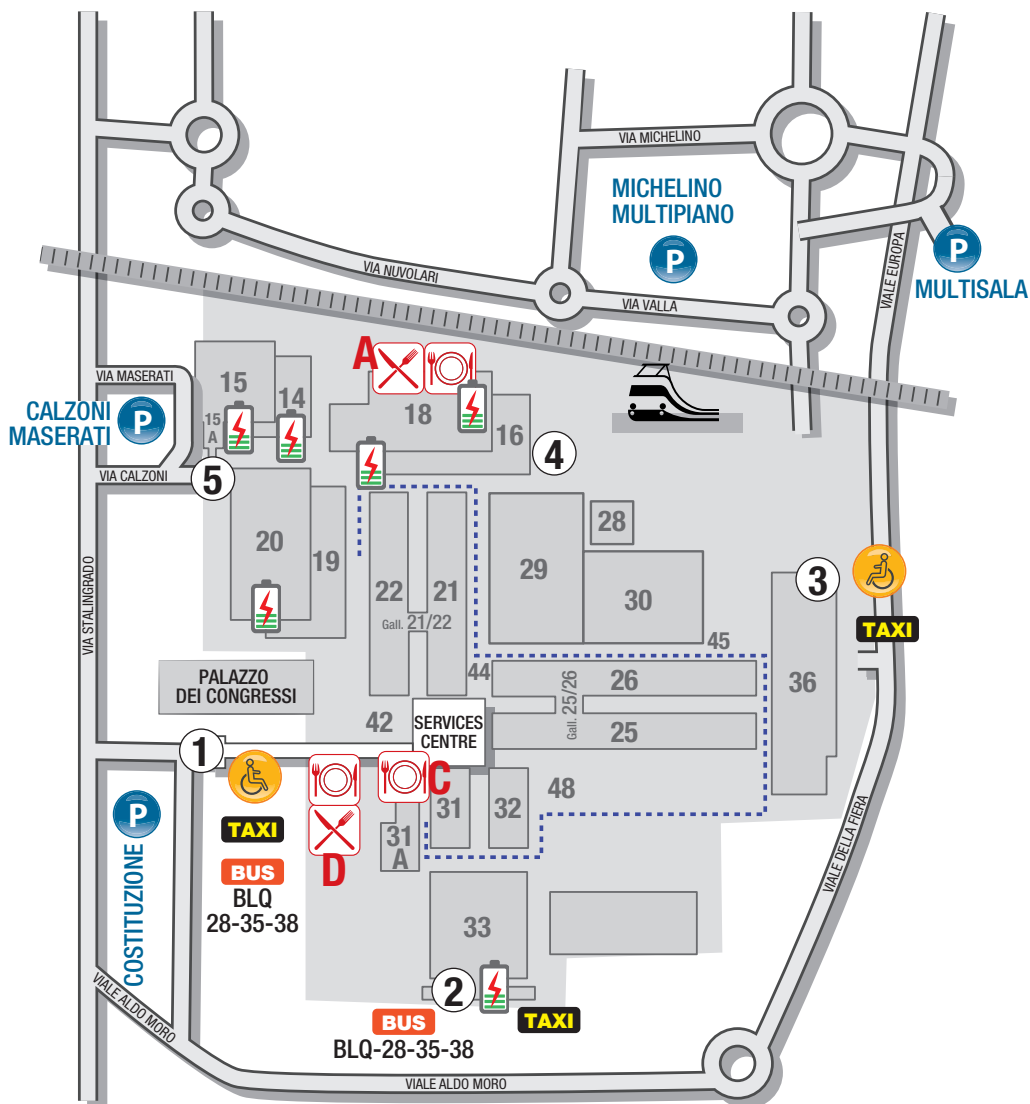 VIA MICHELINO
MICHELINO
MULTIPIANO
P
VIA NUVOLARI
VIA VALLA
VIALE EUROPA
P
MULTISALA
VIA MASERATI
CALZONI
MASERATI
P
VIA CALZONI
VIA STALINGRADO
A
15
14
15
A
18
16
4
5
20
19
22
21
Gall. 21/22
29
28
30
3
TAXI
45
44
26
Gall. 25/26
25
36
PALAZZO
DEI CONGRESSI
42
SERVICES
CENTRE
1
C
31
32
48
31
A
D
P
COSTITUZIONE
TAXI
BUS
BLQ
28-35-38
33
2
BUS
BLQ-28-35-38
TAXI
VIALE DELLA FIERA
VIALE ALDO MORO
VIALE ALDO MORO